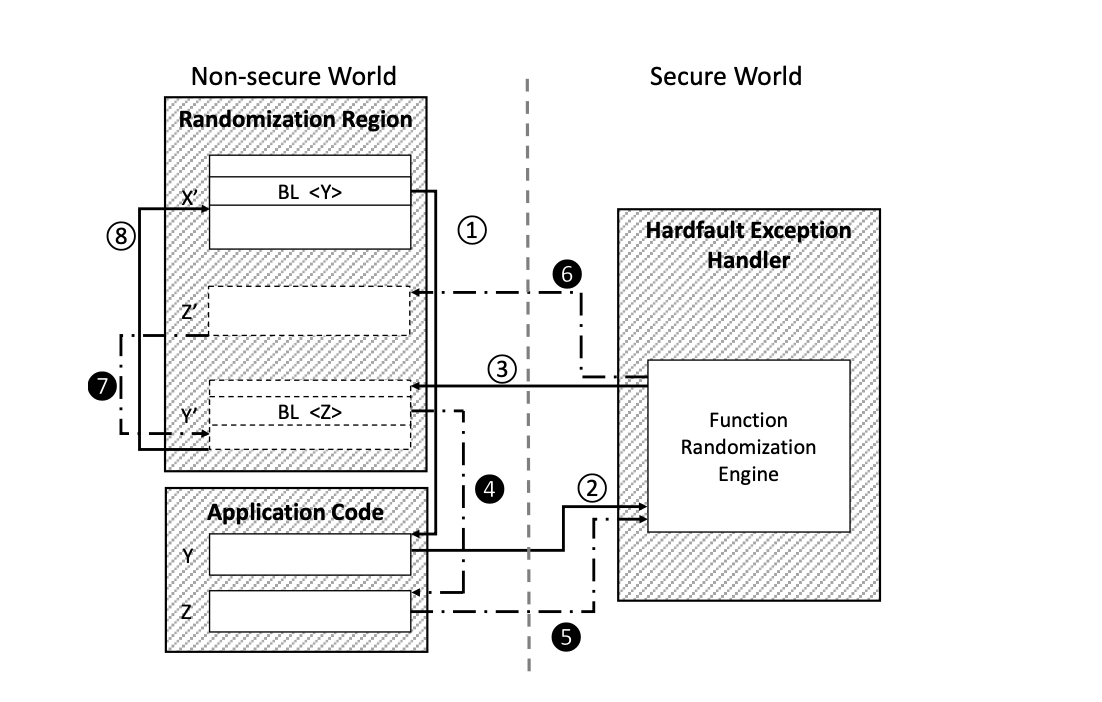 Non-secure World
Secure World
Randomization Region
X’
BL <Y>
⑧
①
Hardfault Exception
Handler
❻
Z’
③
❼
Y’
BL <Z>
Function
Randomization
Engine
❹
②
Application Code
Y
Z
❺